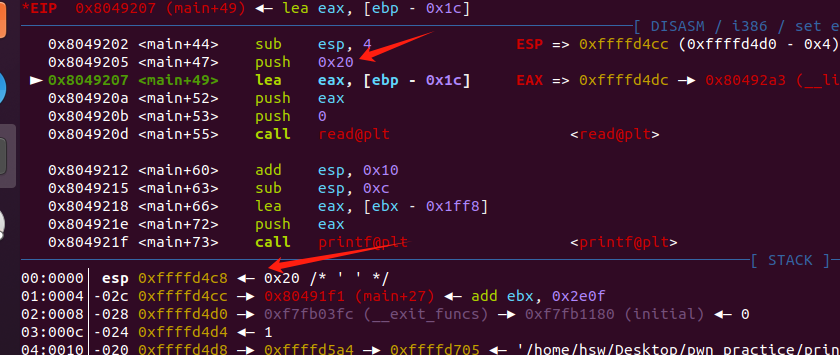 *EIP  0x8049207 (main+49) ◂— lea eax, [ebp - 0x1c]
[ DISASM / i386 / set e
0x8049202 <main+44>    sub    esp, 4    ESP => 0xffffd4cc (0xffffd4d0 - 0x4)
0x8049205 <main+47>    push   0x20
► 0x8049207 <main+49>    lea    eax, [ebp - 0x1c]    EAX => 0xffffd4dc —▸ 0x80492a3 (__li
0x804920a <main+52>    push   eax
0x804920b <main+53>    push   0
0x804920d <main+55>    call   read@plt    <read@plt>
0x8049212 <main+60>    add    esp, 0x10
0x8049215 <main+63>    sub    esp, 0xc
0x8049218 <main+66>    lea    eax, [ebx - 0x1ff8]
0x804921e <main+72>    push   eax
0x804921f <main+73>    call   printf@plt    <printf@plt>
[ STACK ]
00:0000│ esp 0xffffd4c8 ◂— 0x20 /* ' ' */
01:0004│-02c 0xffffd4cc —▸ 0x80491f1 (main+27) ◂— add ebx, 0x2e0f
02:0008│-028 0xffffd4d0 —▸ 0xf7fb03fc (__exit_funcs) —▸ 0xf7fb1180 (initial) ◂— 0
03:000c│-024 0xffffd4d4 ◂— 1
04:0010│-020 0xffffd4d8 —▸ 0xffffd5a4 —▸ 0xffffd705 ◂— '/home/hsw/Desktop/pwn_practice/prin